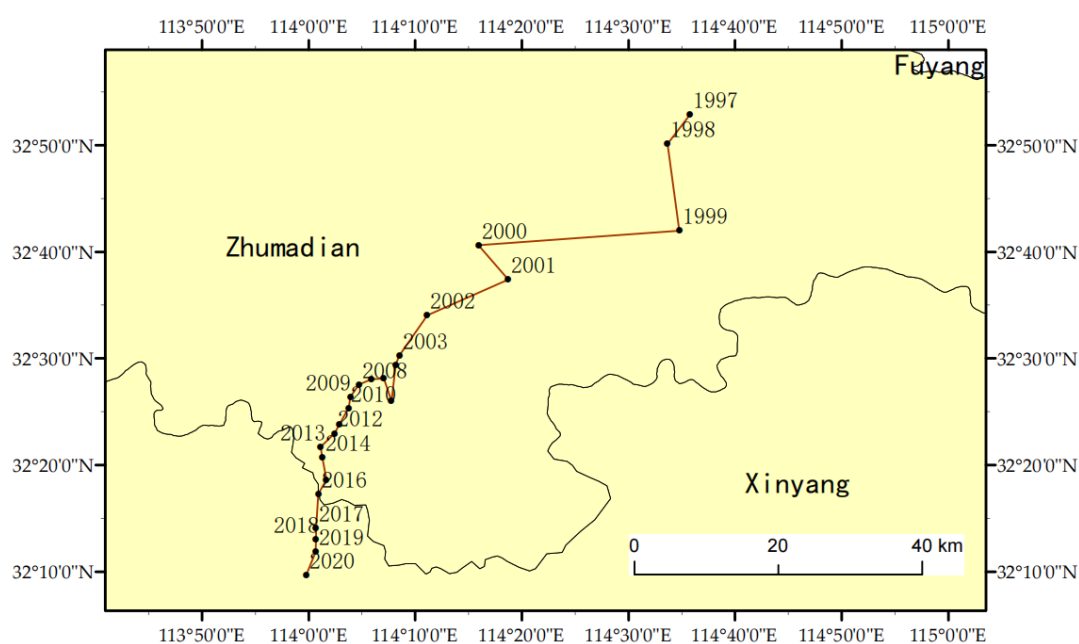 113°50'0"E 114°00'0"E 114°10'0"E 114°20'0"E 114°30'0"E 114°40'0"E 114°50'0"E 115°0'0"E
Fuyang
1997
1998
32°50'0"N 32°50'0"N
1999
2000
Zhumadian
32°40'0"N 32°40'0"N
2001
2002
2003
32°30'0"N 32°30'0"N
2008
2009
2010
2012
2013
2014
32°20'0"N 32°20'0"N
2016
Xinyang
2017
2018
2019
0 20 40 km
2020
32°10'0"N 32°10'0"N
113°50'0"E 114°00'0"E 114°10'0"E 114°20'0"E 114°30'0"E 114°40'0"E 114°50'0"E 115°0'0"E